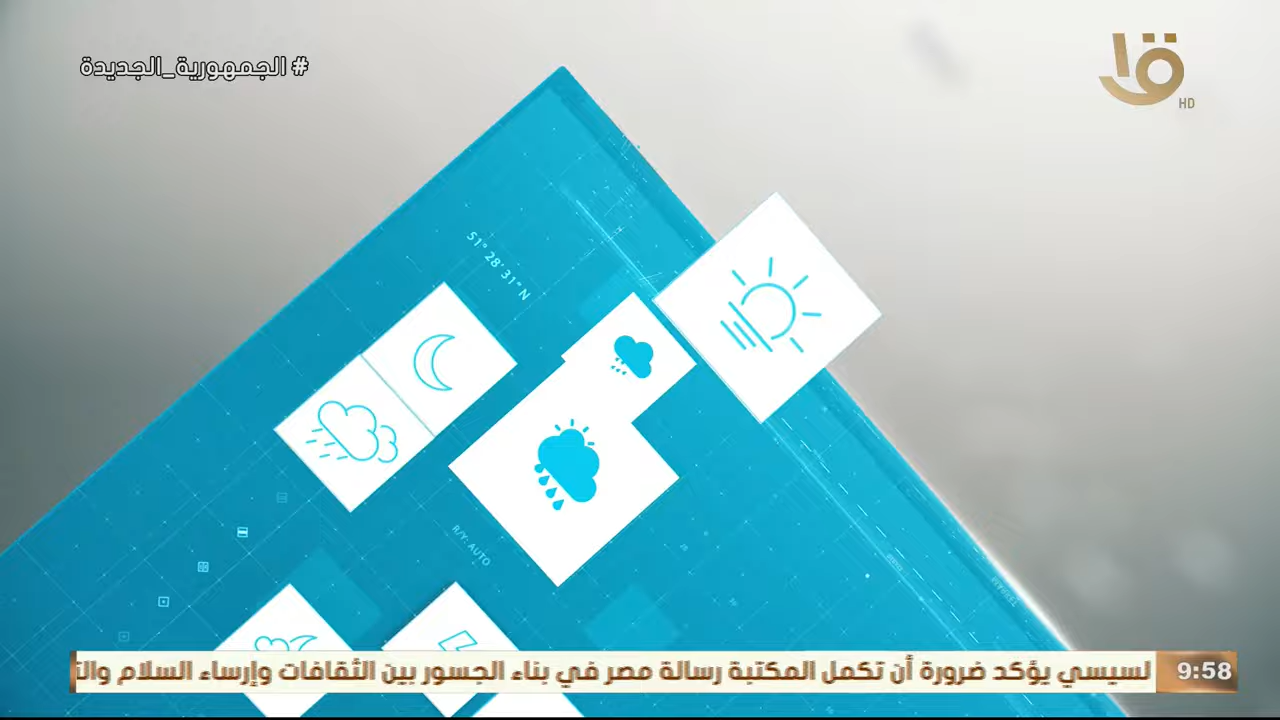 # الجمهورية_الجديدة
HD
51° 28' 31" N
R/Y: AUTO
لسيسي يؤكد ضرورة أن تكمل المكتبة رسالة مصر في بناء الجسور بين الثقافات وإرساء السلام والت
9:58